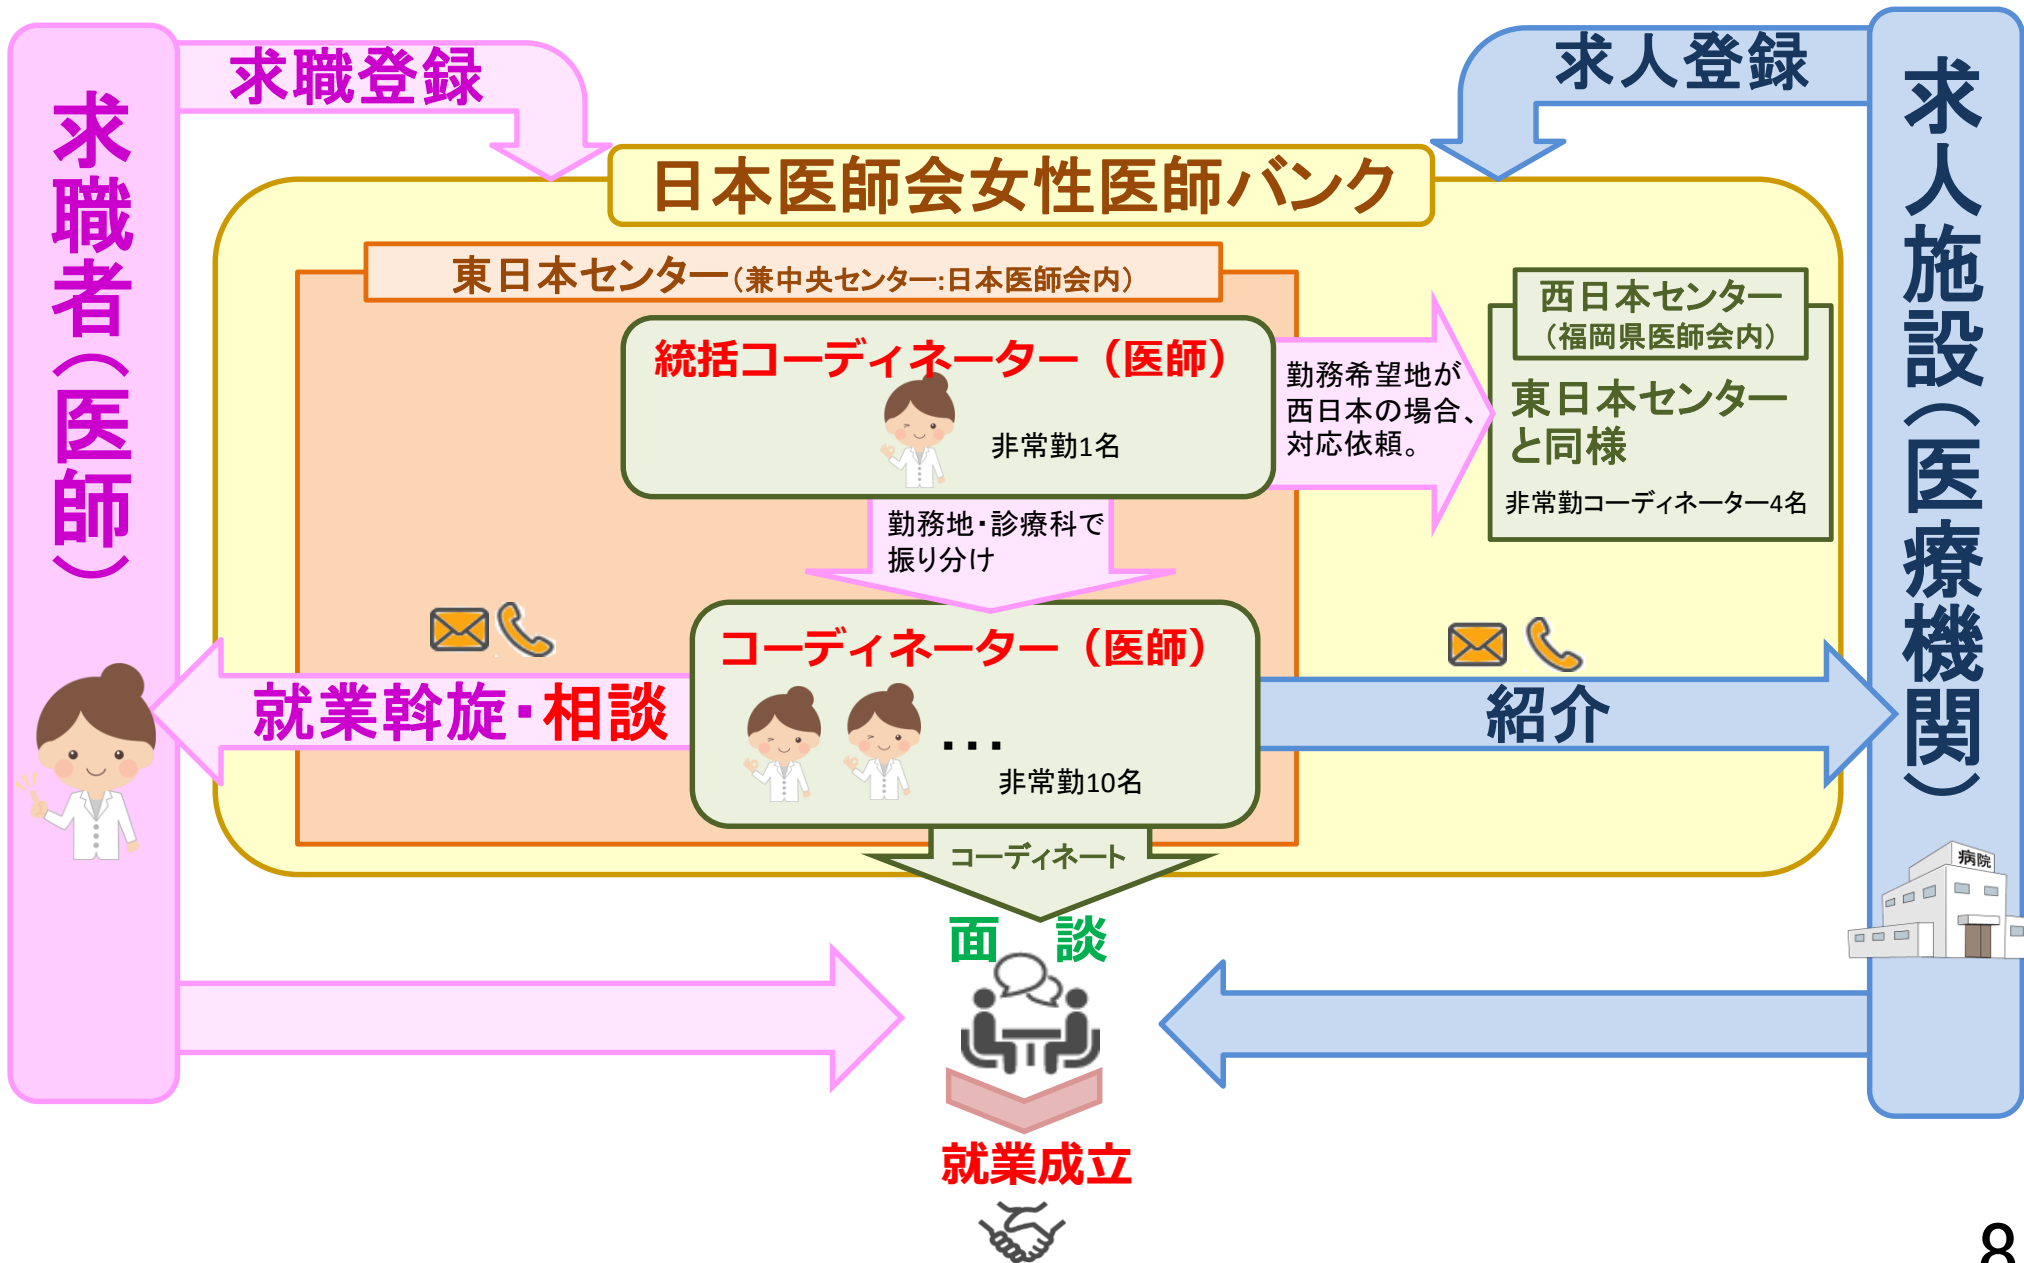 求職登録
求人登録
求職者（医師）
求人施設（医療機関）
日本医師会女性医師バンク
東日本センター（兼中央センター:日本医師会内）
西日本センター
（福岡県医師会内）
統括コーディネーター（医師）
非常勤1名
勤務希望地が
西日本の場合、
対応依頼。
東日本センター
と同様
非常勤コーディネーター4名
勤務地・診療科で
振り分け
コーディネーター（医師）
・・・
非常勤10名
就業斡旋・相談
紹介
コーディネート
病院
面　談
就業成立
8